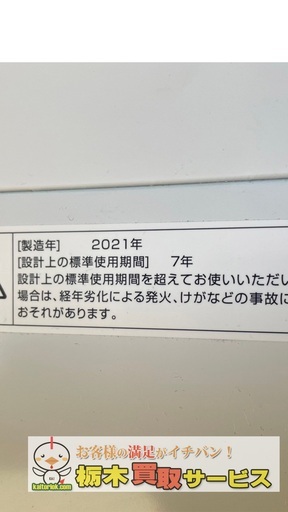 [製造年] 2021年
[設計上の標準使用期間] 7年
設計上の標準使用期間を超えてお使いいただい
場合は、経年劣化による発火、けがなどの事故に
おそれがあります。
お客様の満足がイチバン!
栃木買取サービス
kaitoriol.com